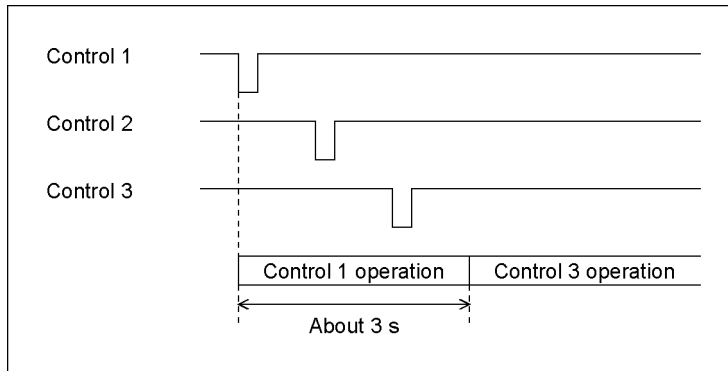 Control 1
Control 2
Control 3
Control 1 operation
Control 3 operation
About 3 s